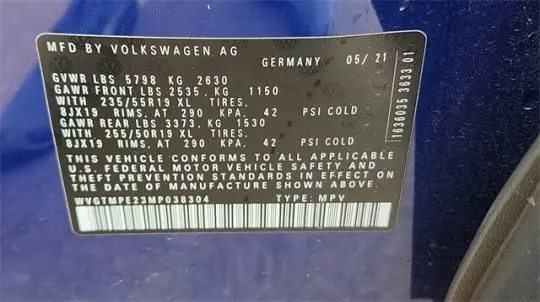 MFD BY VOLKSWAGEN AG
GERMANY 05/21
GVWR LBS 5798 KG 2630
GAWR FRONT LBS 2535, KG 1150
WITH 235/55R19 XL TIRES,
8JX19 RIMS, AT 290 KPA, 42 PSI COLD
GAWR REAR LBS 3373, KG 1530
WITH 255/50R19 XL TIRES,
8JX19 RIMS, AT 290 KPA, 42 PSI COLD
THIS VEHICLE CONFORMS TO ALL APPLICABLE
U.S. FEDERAL MOTOR VEHICLE SAFETY AND
THEFT PREVENTION STANDARDS IN EFFECT ON
THE DATE OF MANUFACTURE SHOWN ABOVE.
WVGTMPE23MP038304 TYPE: MPV
1636035 3633 01